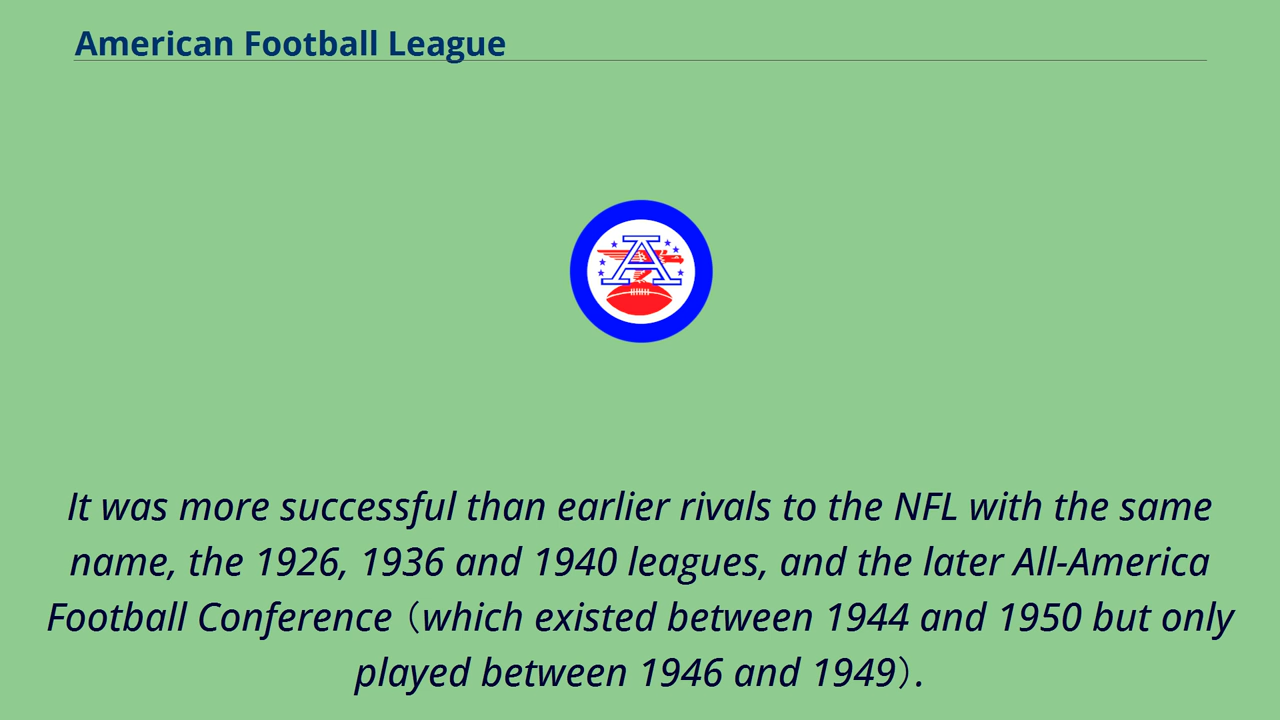 American Football League
A
It was more successful than earlier rivals to the NFL with the same
name, the 1926, 1936 and 1940 leagues, and the later All-America
Football Conference（which existed between 1944 and 1950 but only
played between 1946 and 1949）.